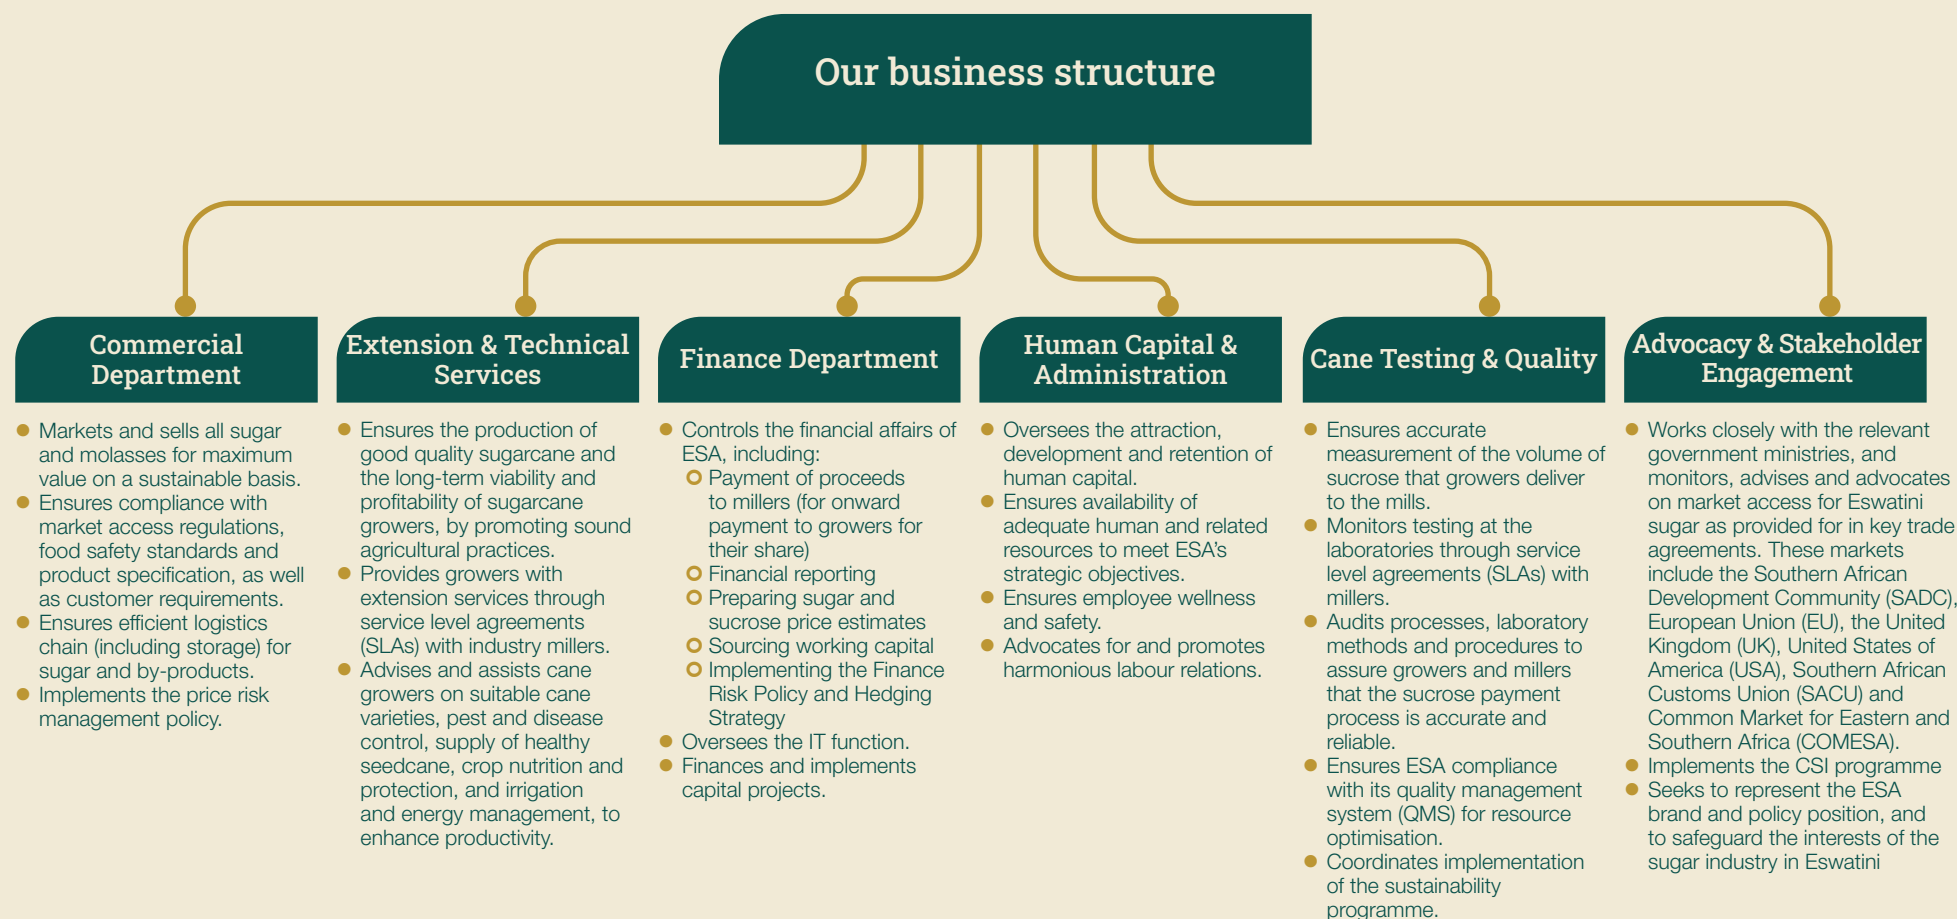 Our business structure
Commercial
Department
Markets and sells all sugar
and molasses for maximum
value on a sustainable basis.
Ensures compliance with
market access regulations,
food safety standards and
product specification, as well
as customer requirements.
Ensures efficient logistics
chain (including storage) for
sugar and by-products.
Implements the price risk
management policy.
Extension & Technical
Services
Ensures the production of
good quality sugarcane and
the long-term viability and
profitability of sugarcane
growers, by promoting sound
agricultural practices.
Provides growers with
extension services through
service level agreements
(SLAs) with industry millers.
Advises and assists cane
growers on suitable cane
varieties, pest and disease
control, supply of healthy
seedcane, crop nutrition and
protection, and irrigation
and energy management, to
enhance productivity.
Finance Department
Controls the financial affairs of
ESA, including:
Payment of proceeds
to millers (for onward
payment to growers for
their share)
Financial reporting
Preparing sugar and
sucrose price estimates
Sourcing working capital
Implementing the Finance
Risk Policy and Hedging
Strategy
Oversees the IT function.
Finances and implements
capital projects.
Human Capital &
Administration
Oversees the attraction,
development and retention of
human capital.
Ensures availability of
adequate human and related
resources to meet ESA's
strategic objectives.
Ensures employee wellness
and safety.
Advocates for and promotes
harmonious labour relations.
Cane Testing & Quality
Ensures accurate
measurement of the volume of
sucrose that growers deliver
to the mills.
Monitors testing at the
laboratories through service
level agreements (SLAs) with
millers.
Audits processes, laboratory
methods and procedures to
assure growers and millers
that the sucrose payment
process is accurate and
reliable.
Ensures ESA compliance
with its quality management
system (QMS) for resource
optimisation.
Coordinates implementation
of the sustainability
programme.
Advocacy & Stakeholder
Engagement
Works closely with the relevant
government ministries, and
monitors, advises and advocates
on market access for Eswatini
sugar as provided for in key trade
agreements. These markets
include the Southern African
Development Community (SADC),
European Union (EU), the United
Kingdom (UK), United States of
America (USA), Southern African
Customs Union (SACU) and
Common Market for Eastern and
Southern Africa (COMESA).
Implements the CSI programme
Seeks to represent the ESA
brand and policy position, and
to safeguard the interests of the
sugar industry in Eswatini